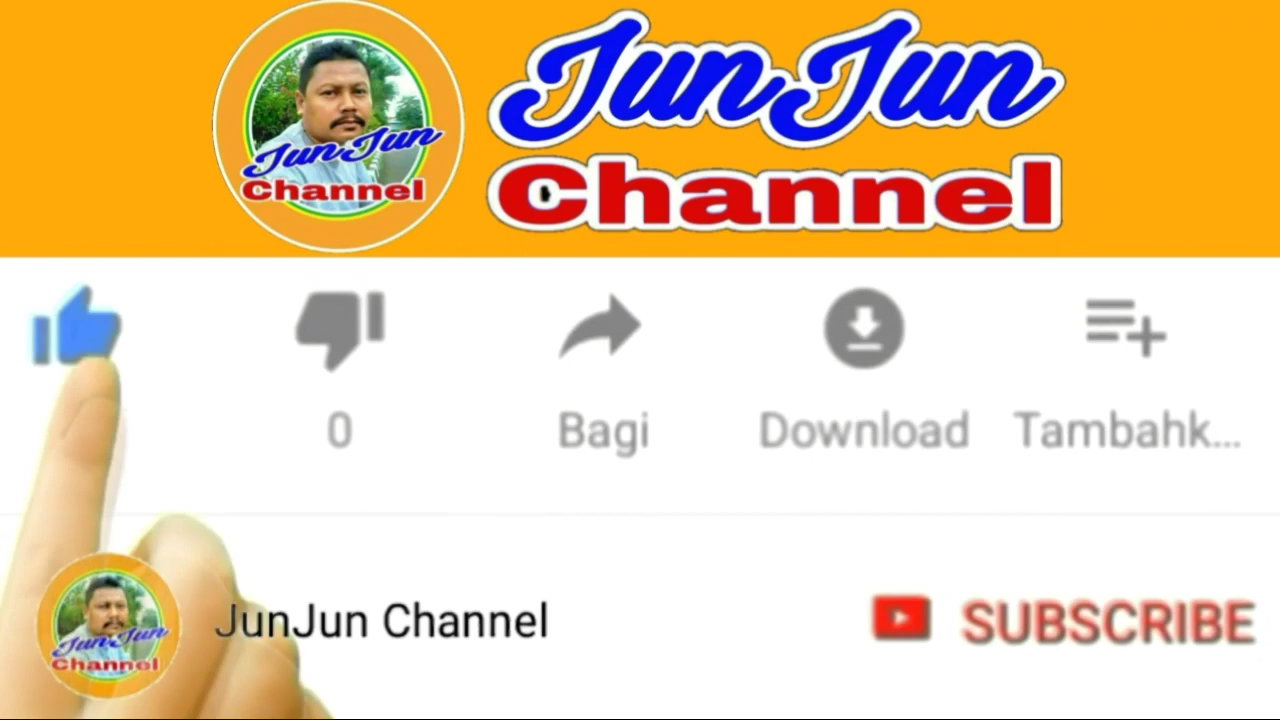 JunJun
Channel
JunJun
Channel
0
Bagi
Download
Tambahk...
JunJun
Channel
JunJun Channel
SUBSCRIBE